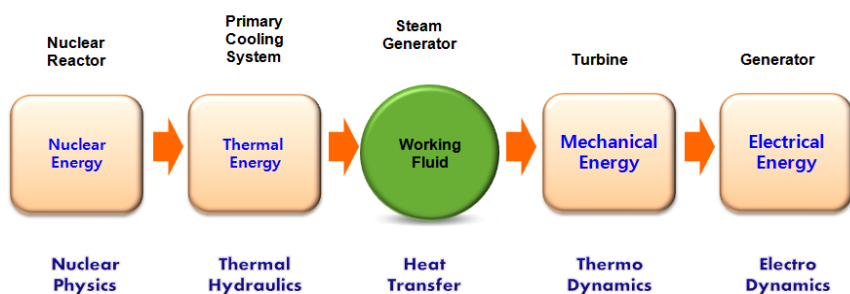 Nuclear
Reactor
Primary
Cooling
System
Steam
Generator
Turbine
Generator
Nuclear
Energy
Thermal
Energy
Working
Fluid
Mechanical
Energy
Electrical
Energy
Nuclear
Physics
Thermal
Hydraulics
Heat
Transfer
Thermo
Dynamics
Electro
Dynamics